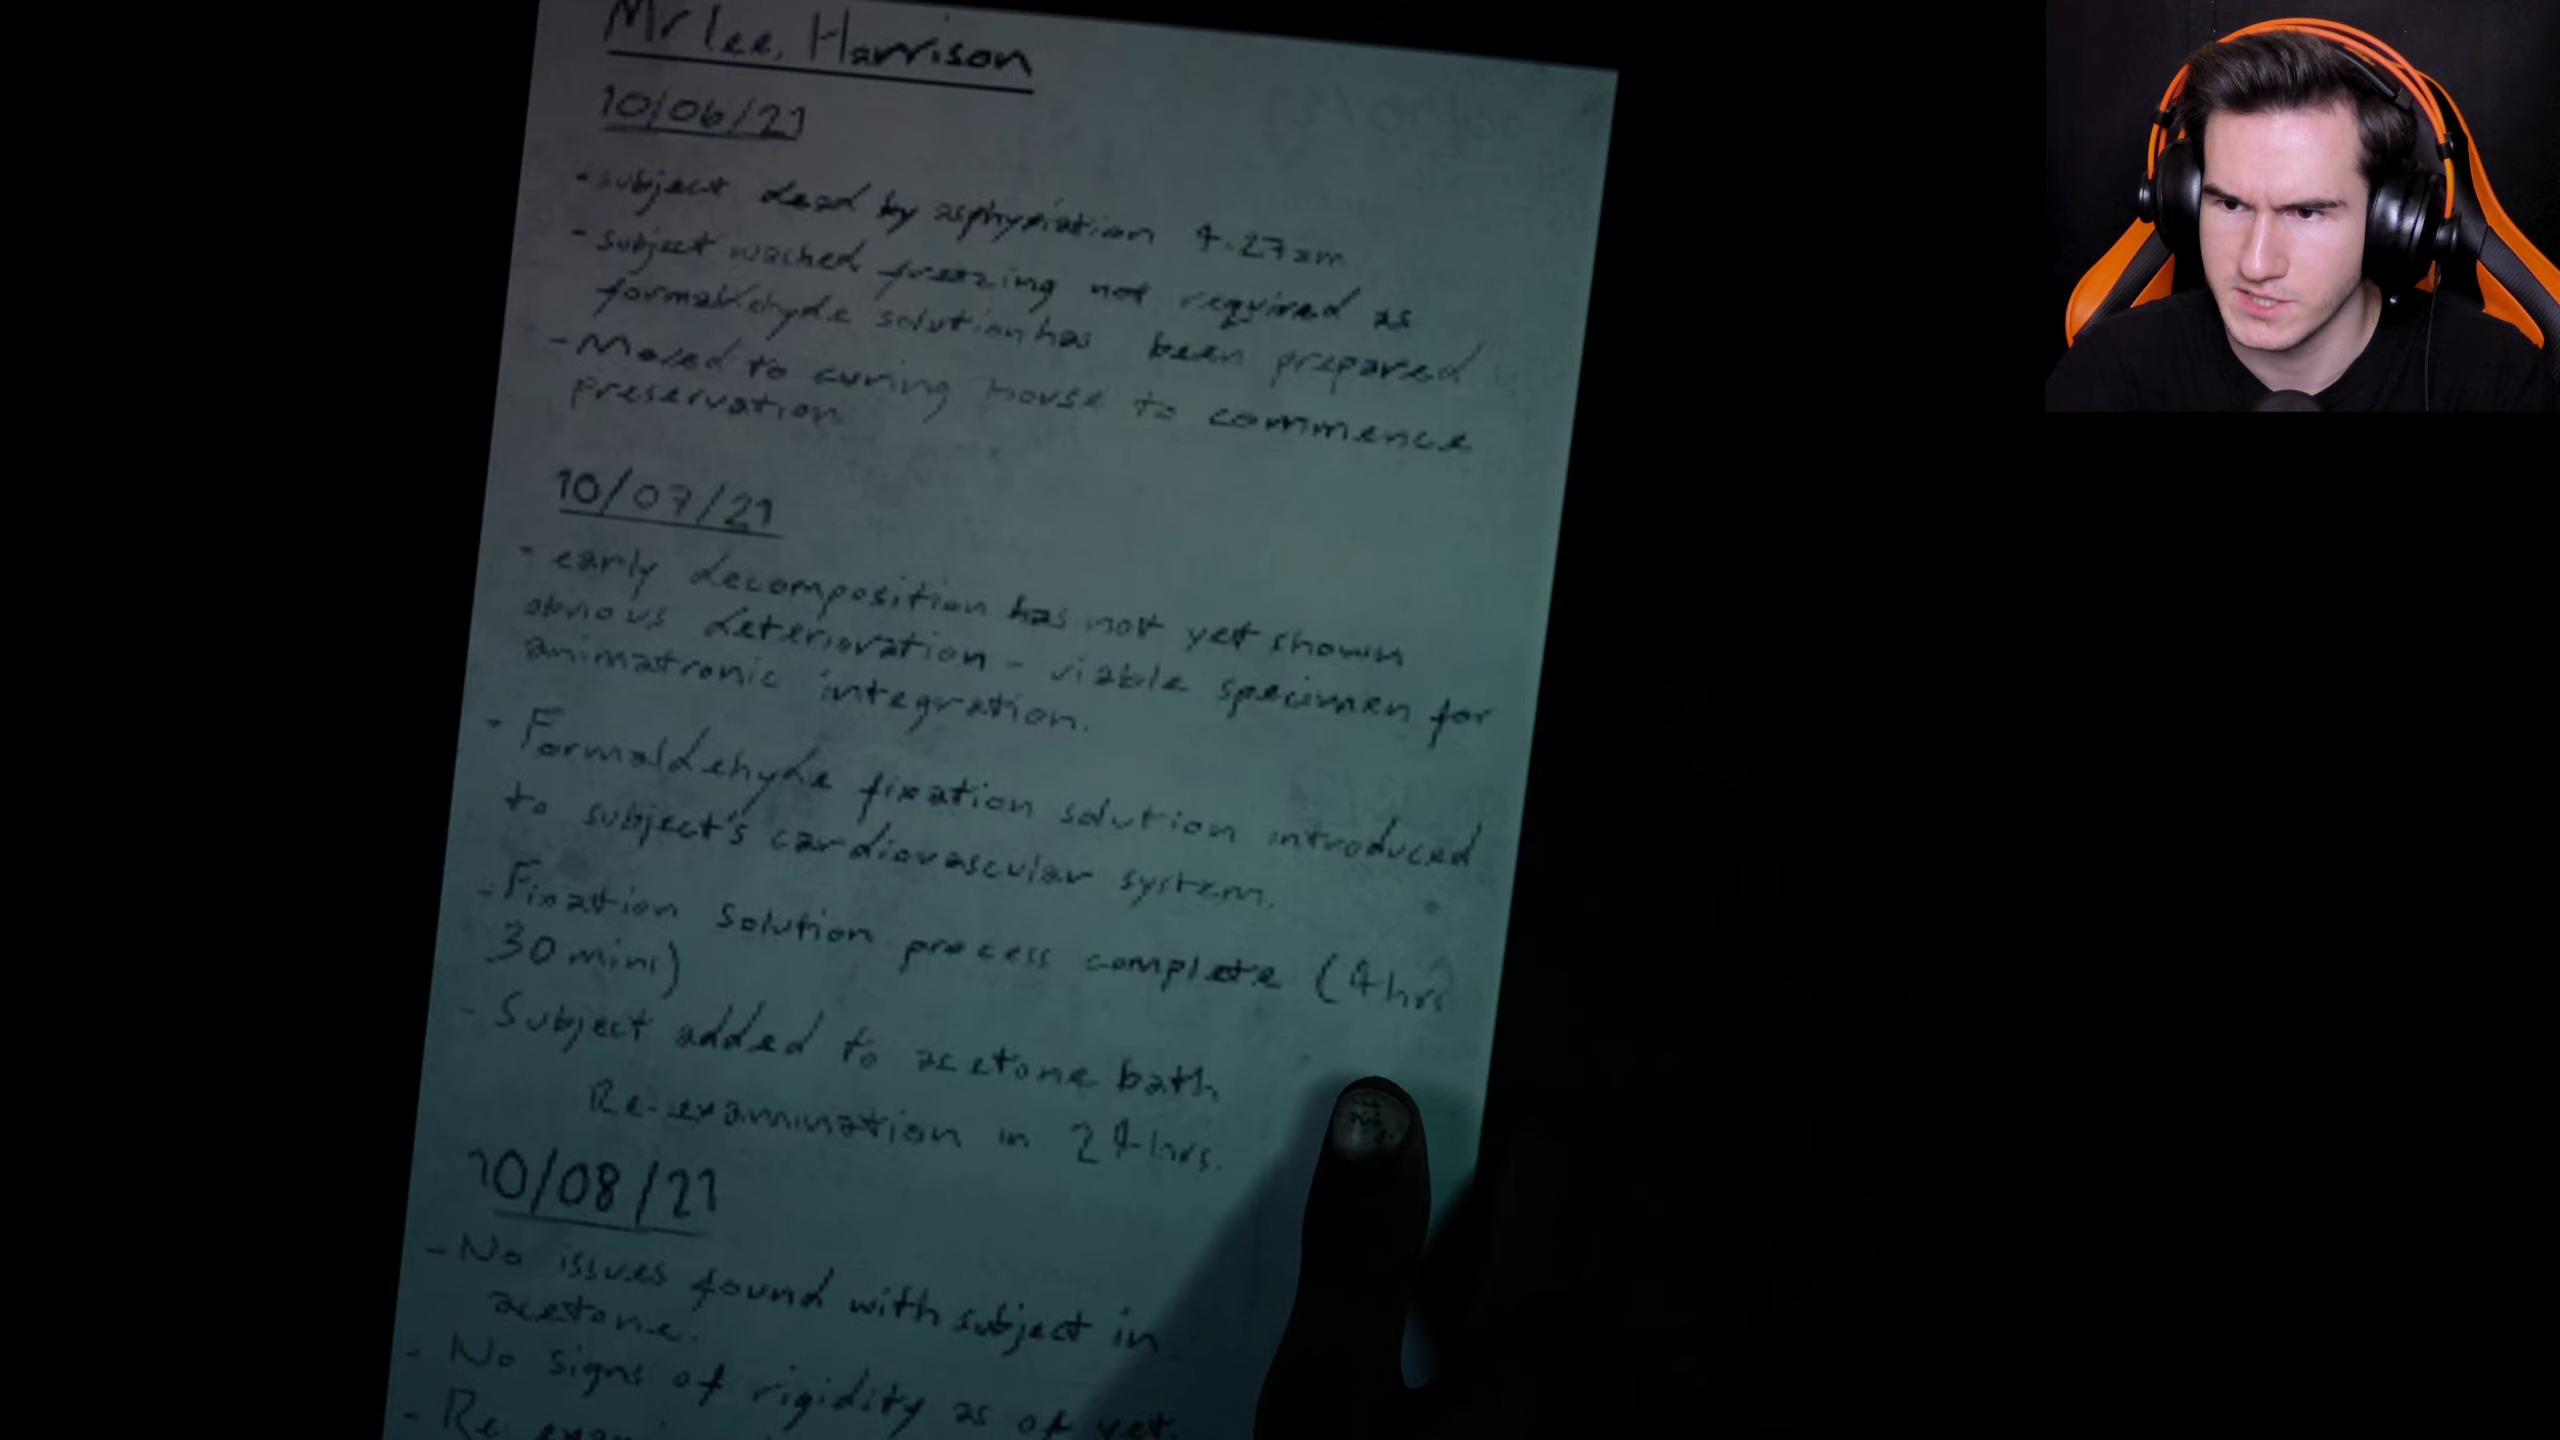 Mr lee, Harrison
10/06/21
- subject dead by asphyxiation 4.27am
- subject washed, freezing not required as
formaldehyde solution has been prepared
- Moved to curing house to commence
preservation
10/07/21
- early decomposition has not yet shown
obvious deterioration - viable specimen for
animatronic integration.
- Formaldehyde fixation solution introduced
to subject's cardiovascular system.
- Fixation solution process complete (4hrs
30 mins)
- Subject added to acetone bath.
Re-examination in 24hrs.
10/08/21
- No issues found with subject in
acetone.
- No signs of rigidity as of yet.
- Re